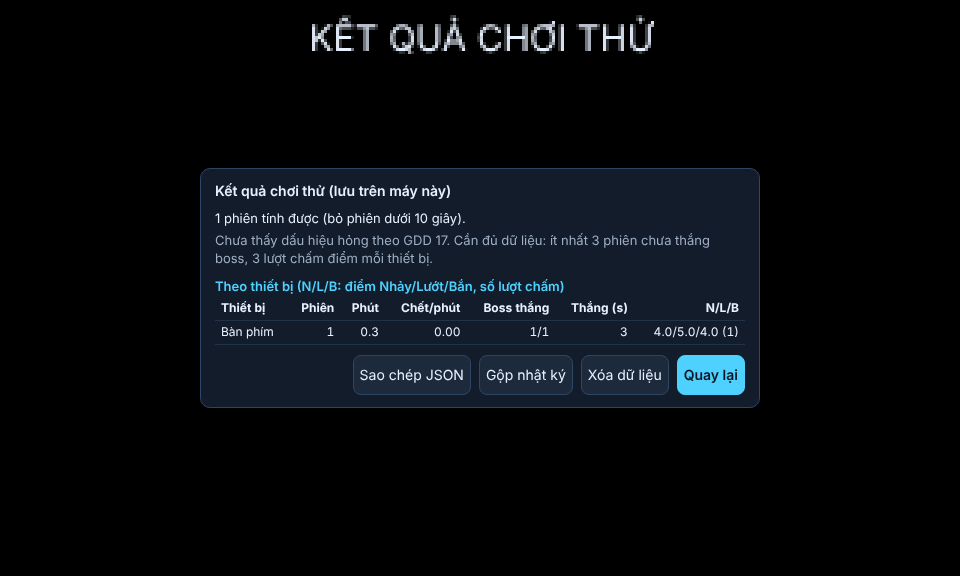 KẾT QUẢ CHƠI THỬ
Kết quả chơi thử (lưu trên máy này)
1 phiên tính được (bỏ phiên dưới 10 giây).
Chưa thấy dấu hiệu hỏng theo GDD 17. Cần đủ dữ liệu: ít nhất 3 phiên chưa thắng
boss, 3 lượt chấm điểm mỗi thiết bị.
Theo thiết bị (N/L/B: điểm Nhảy/Lướt/Bắn, số lượt chấm)
Thiết bị Phiên Phút Chết/phút Boss thắng Thắng (s) N/L/B
Bàn phím 1 0.3 0.00 1/1 3 4.0/5.0/4.0 (1)
Sao chép JSON Gộp nhật ký Xóa dữ liệu Quay lại